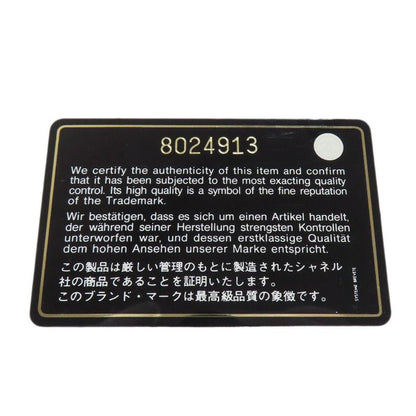 8024913
We certify the authenticity of this item and confirm
that it has been subjected to the most exacting quality
control. Its high quality is a symbol of the fine reputation
of the Trademark.
Wir bestätigen, dass es sich um einen Artikel handelt,
der während seiner Herstellung strengsten Kontrollen
unterworfen war, und dessen erstklassige Qualität
dem hohen Ansehen unserer Marke entspricht.
この製品は厳しい管理のもとに製造されたシャネル
社の商品であることを証明いたします。
このブランド・マークは最高級品質の象徴です。